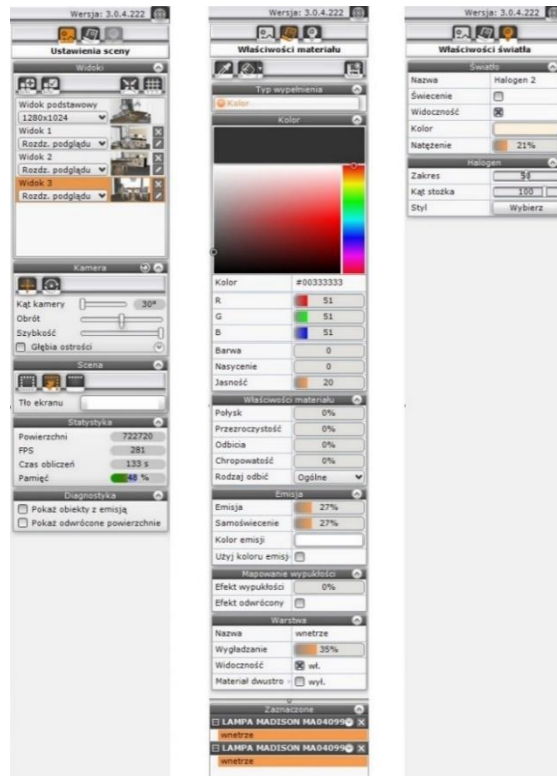 Wersja: 3.0.4.222
Ustawienia sceny
Widoki
Widok podstawowy
1280x1024
Widok 1
Rozdz. podglądu
Widok 2
Rozdz. podglądu
Widok 3
Rozdz. podglądu
Kamera
Kąt kamery 30°
Obrót
Szybkość
Głębia ostrości
Scena
Tło ekranu
Statystyka
Powierzchni 722720
FPS 281
Czas obliczeń 133 s
Pamięć 48 %
Diagnostyka
Pokaż obiekty z emisją
Pokaż odwrócone powierzchnie
Wersja: 3.0.4.222
Właściwości materiału
Typ wypełnienia
Kolor
Kolor
Kolor #00333333
R 51
G 51
B 51
Barwa 0
Nasycenie 0
Jasność 20
Właściwości materiału
Połysk 0%
Przezroczystość 0%
Odbicia 0%
Chropowatość 0%
Rodzaj odbić Ogólne
Emisja
Emisja 27%
Samoświecenie 27%
Kolor emisji
Użyj koloru emisj
Mapowanie wypukłości
Efekt wypukłości 0%
Efekt odwrócony
Warstwa
Nazwa wnetrze
Wygładzanie 35%
Widoczność wł.
Materiał dwustro wył.
Zaznaczone
LAMPA MADISON MA04099
wnetrze
LAMPA MADISON MA04099
wnetrze
Wersja: 3.0.4.222
Właściwości światła
Światło
Nazwa Halogen 2
Świecenie
Widoczność
Kolor
Natężenie 21%
Halogen
Zakres 50
Kąt stożka 100
Styl Wybierz